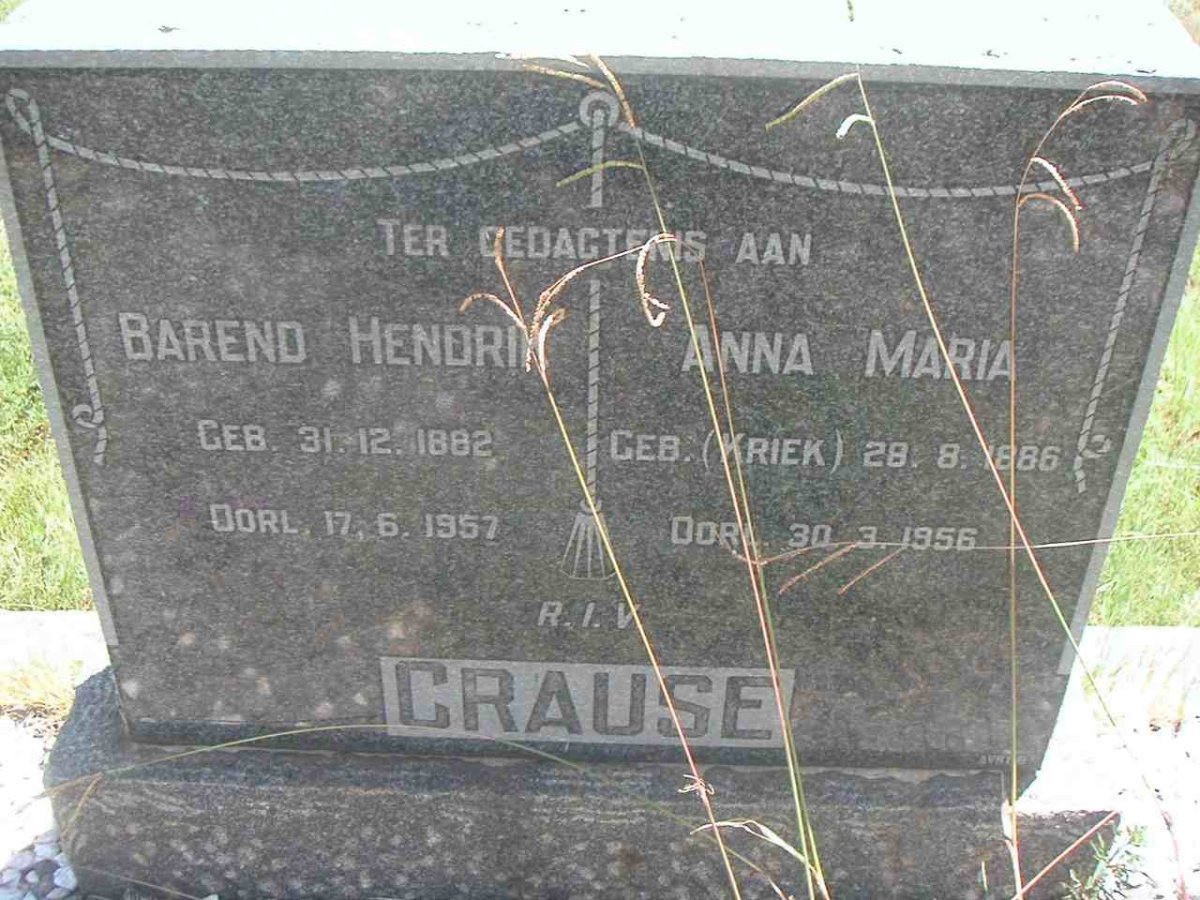 TER GEDAGTENIS AAN
BAREND HENDRIK
GEB. 31.12.1882
OORL. 17.6.1957
ANNA MARIA
GEB. (KRIEK) 28.8.1886
OORL. 30.3.1956
R.I.V.
CRAUSE